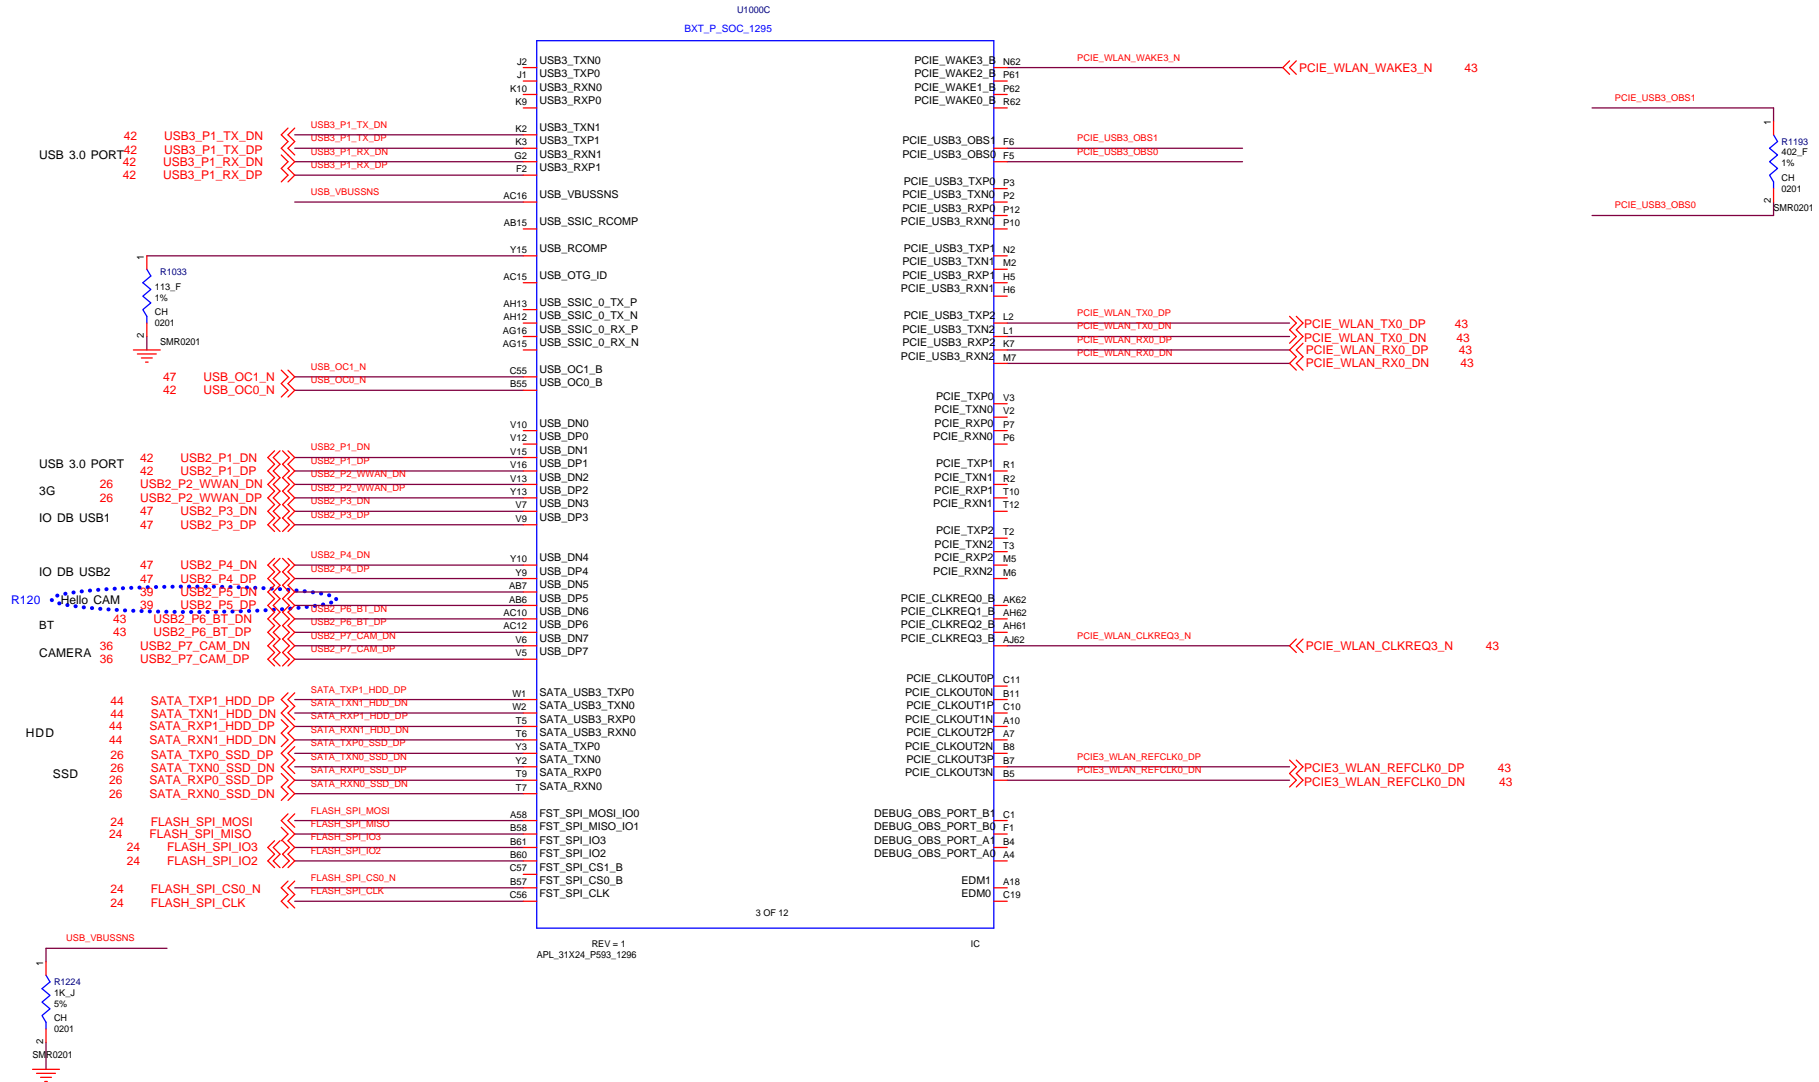 U1000C
BXT_P_SOC_1295
J2 USB3_TXN0
J1 USB3_TXP0
K10 USB3_RXN0
K9 USB3_RXP0
USB 3.0 PORT
42 USB3_P1_TX_DN USB3_P1_TX_DN K2 USB3_TXN1
42 USB3_P1_TX_DP USB3_P1_TX_DP K3 USB3_TXP1
42 USB3_P1_RX_DN USB3_P1_RX_DN G2 USB3_RXN1
42 USB3_P1_RX_DP USB3_P1_RX_DP F2 USB3_RXP1
USB_VBUSSNS AC16 USB_VBUSSNS
AB15 USB_SSIC_RCOMP
Y15 USB_RCOMP
1
R1033
113_F
1%
CH
0201
2
SMR0201
AC15 USB_OTG_ID
AH13 USB_SSIC_0_TX_P
AH12 USB_SSIC_0_TX_N
AG16 USB_SSIC_0_RX_P
AG15 USB_SSIC_0_RX_N
47 USB_OC1_N USB_OC1_N C55 USB_OC1_B
42 USB_OC0_N USB_OC0_N B55 USB_OC0_B
V10 USB_DN0
V12 USB_DP0
USB 3.0 PORT
42 USB2_P1_DN USB2_P1_DN V15 USB_DN1
42 USB2_P1_DP USB2_P1_DP V16 USB_DP1
3G
26 USB2_P2_WWAN_DN USB2_P2_WWAN_DN V13 USB_DN2
26 USB2_P2_WWAN_DP USB2_P2_WWAN_DP Y13 USB_DP2
IO DB USB1
47 USB2_P3_DN USB2_P3_DN V7 USB_DN3
47 USB2_P3_DP USB2_P3_DP V9 USB_DP3
IO DB USB2
47 USB2_P4_DN USB2_P4_DN Y10 USB_DN4
47 USB2_P4_DP USB2_P4_DP Y9 USB_DP4
R120 Hello CAM
39 USB2_P5_DN AB7 USB_DN5
39 USB2_P5_DP AB6 USB_DP5
BT
43 USB2_P6_BT_DN USB2_P6_BT_DN AC10 USB_DN6
43 USB2_P6_BT_DP USB2_P6_BT_DP AC12 USB_DP6
CAMERA
36 USB2_P7_CAM_DN USB2_P7_CAM_DN V6 USB_DN7
36 USB2_P7_CAM_DP USB2_P7_CAM_DP V5 USB_DP7
HDD
44 SATA_TXP1_HDD_DP SATA_TXP1_HDD_DP W1 SATA_USB3_TXP0
44 SATA_TXN1_HDD_DN SATA_TXN1_HDD_DN W2 SATA_USB3_TXN0
44 SATA_RXP1_HDD_DP SATA_RXP1_HDD_DP T5 SATA_USB3_RXP0
44 SATA_RXN1_HDD_DN SATA_RXN1_HDD_DN T6 SATA_USB3_RXN0
SSD
26 SATA_TXP0_SSD_DP SATA_TXP0_SSD_DP Y3 SATA_TXP0
26 SATA_TXN0_SSD_DN SATA_TXN0_SSD_DN Y2 SATA_TXN0
26 SATA_RXP0_SSD_DP SATA_RXP0_SSD_DP T9 SATA_RXP0
26 SATA_RXN0_SSD_DN SATA_RXN0_SSD_DN T7 SATA_RXN0
24 FLASH_SPI_MOSI FLASH_SPI_MOSI A58 FST_SPI_MOSI_IO0
24 FLASH_SPI_MISO FLASH_SPI_MISO B58 FST_SPI_MISO_IO1
24 FLASH_SPI_IO3 FLASH_SPI_IO3 B61 FST_SPI_IO3
24 FLASH_SPI_IO2 FLASH_SPI_IO2 B60 FST_SPI_IO2
C57 FST_SPI_CS1_B
24 FLASH_SPI_CS0_N FLASH_SPI_CS0_N B57 FST_SPI_CS0_B
24 FLASH_SPI_CLK FLASH_SPI_CLK C56 FST_SPI_CLK
PCIE_WAKE3_B N62 PCIE_WLAN_WAKE3_N PCIE_WLAN_WAKE3_N 43
PCIE_WAKE2_B P61
PCIE_WAKE1_B P62
PCIE_WAKE0_B R62
PCIE_USB3_OBS1 F6 PCIE_USB3_OBS1
PCIE_USB3_OBS0 F5 PCIE_USB3_OBS0
PCIE_USB3_TXP0 P3
PCIE_USB3_TXN0 P2
PCIE_USB3_RXP0 P12
PCIE_USB3_RXN0 P10
PCIE_USB3_TXP1 N2
PCIE_USB3_TXN1 M2
PCIE_USB3_RXP1 H5
PCIE_USB3_RXN1 H6
PCIE_USB3_TXP2 L2 PCIE_WLAN_TX0_DP PCIE_WLAN_TX0_DP 43
PCIE_USB3_TXN2 L1 PCIE_WLAN_TX0_DN PCIE_WLAN_TX0_DN 43
PCIE_USB3_RXP2 K7 PCIE_WLAN_RX0_DP PCIE_WLAN_RX0_DP 43
PCIE_USB3_RXN2 M7 PCIE_WLAN_RX0_DN PCIE_WLAN_RX0_DN 43
PCIE_TXP0 V3
PCIE_TXN0 V2
PCIE_RXP0 P7
PCIE_RXN0 P6
PCIE_TXP1 R1
PCIE_TXN1 R2
PCIE_RXP1 T10
PCIE_RXN1 T12
PCIE_TXP2 T2
PCIE_TXN2 T3
PCIE_RXP2 M5
PCIE_RXN2 M6
PCIE_CLKREQ0_B AK62
PCIE_CLKREQ1_B AH62
PCIE_CLKREQ2_B AH61
PCIE_CLKREQ3_B AJ62 PCIE_WLAN_CLKREQ3_N PCIE_WLAN_CLKREQ3_N 43
PCIE_CLKOUT0P C11
PCIE_CLKOUT0N B11
PCIE_CLKOUT1P C10
PCIE_CLKOUT1N A10
PCIE_CLKOUT2P A7
PCIE_CLKOUT2N B8
PCIE_CLKOUT3P B7 PCIE3_WLAN_REFCLK0_DP PCIE3_WLAN_REFCLK0_DP 43
PCIE_CLKOUT3N B5 PCIE3_WLAN_REFCLK0_DN PCIE3_WLAN_REFCLK0_DN 43
DEBUG_OBS_PORT_B1 C1
DEBUG_OBS_PORT_B0 F1
DEBUG_OBS_PORT_A1 B4
DEBUG_OBS_PORT_A0 A4
EDM1 A18
EDM0 C19
3 OF 12
REV = 1
APL_31X24_P593_1296
IC
PCIE_USB3_OBS1
1
R1193
402_F
1%
CH
0201
2
SMR0201
PCIE_USB3_OBS0
USB_VBUSSNS
1
R1224
1K_J
5%
CH
0201
2
SMR0201